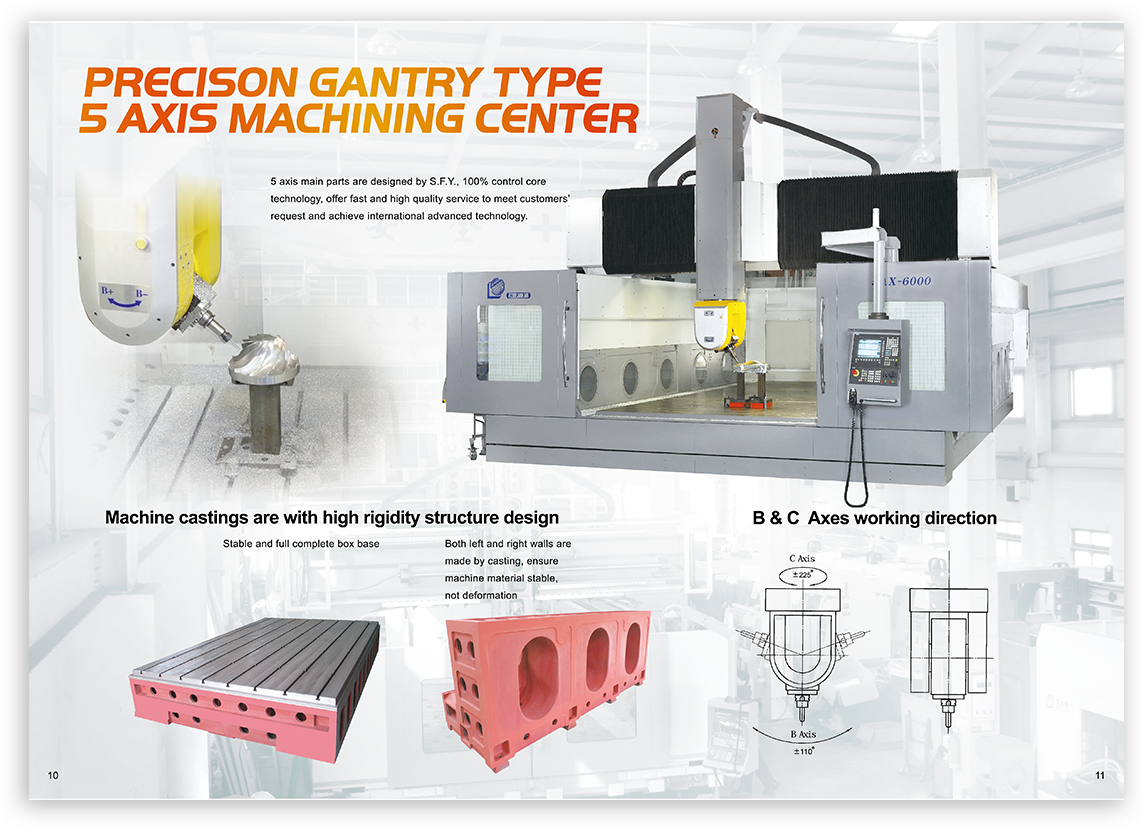 PRECISON GANTRY TYPE
5 AXIS MACHINING CENTER
5 axis main parts are designed by S.F.Y., 100% control core
technology, offer fast and high quality service to meet customers'
request and achieve international advanced technology.
B+ B-
X-6000
Machine castings are with high rigidity structure design
Stable and full complete box base
Both left and right walls are
made by casting, ensure
machine material stable,
not deformation
B & C Axes working direction
C Axis
±225°
B Axis
±110°
10
11